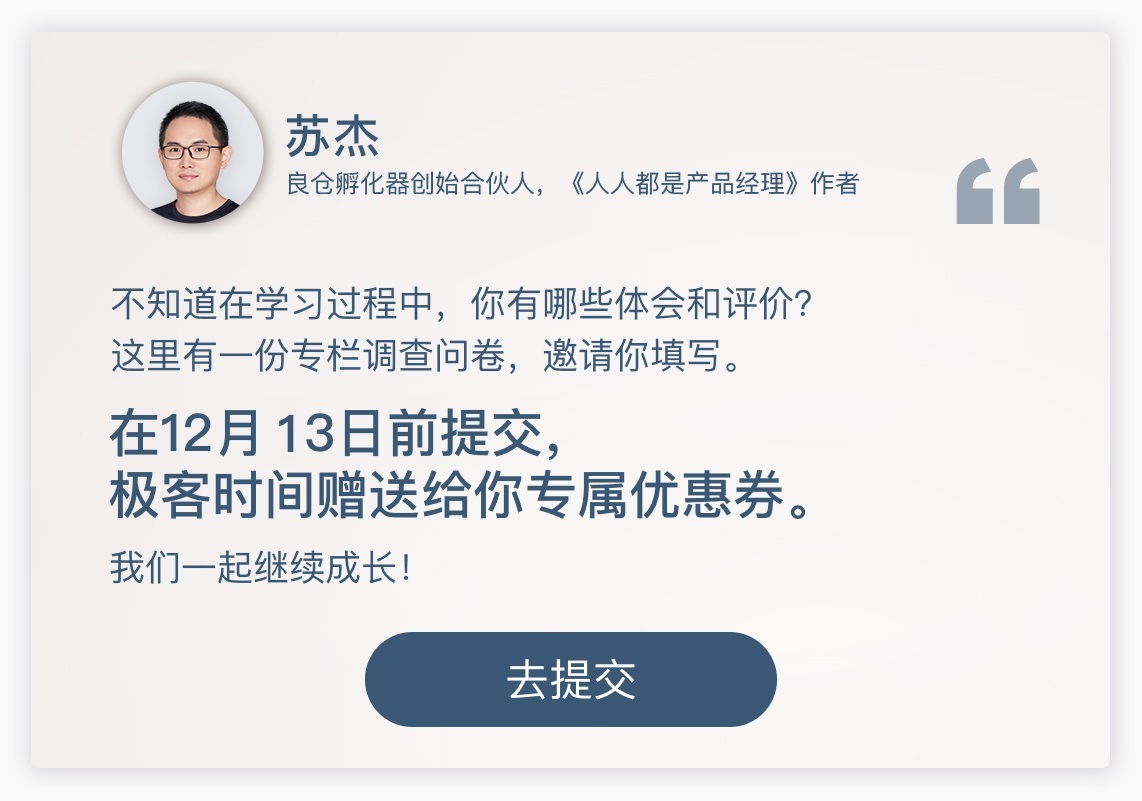 苏杰
良仓孵化器创始合伙人，《人人都是产品经理》作者
“
不知道在学习过程中，你有哪些体会和评价？
这里有一份专栏调查问卷，邀请你填写。
在12月13日前提交，
极客时间赠送给你专属优惠券。
我们一起继续成长！
去提交